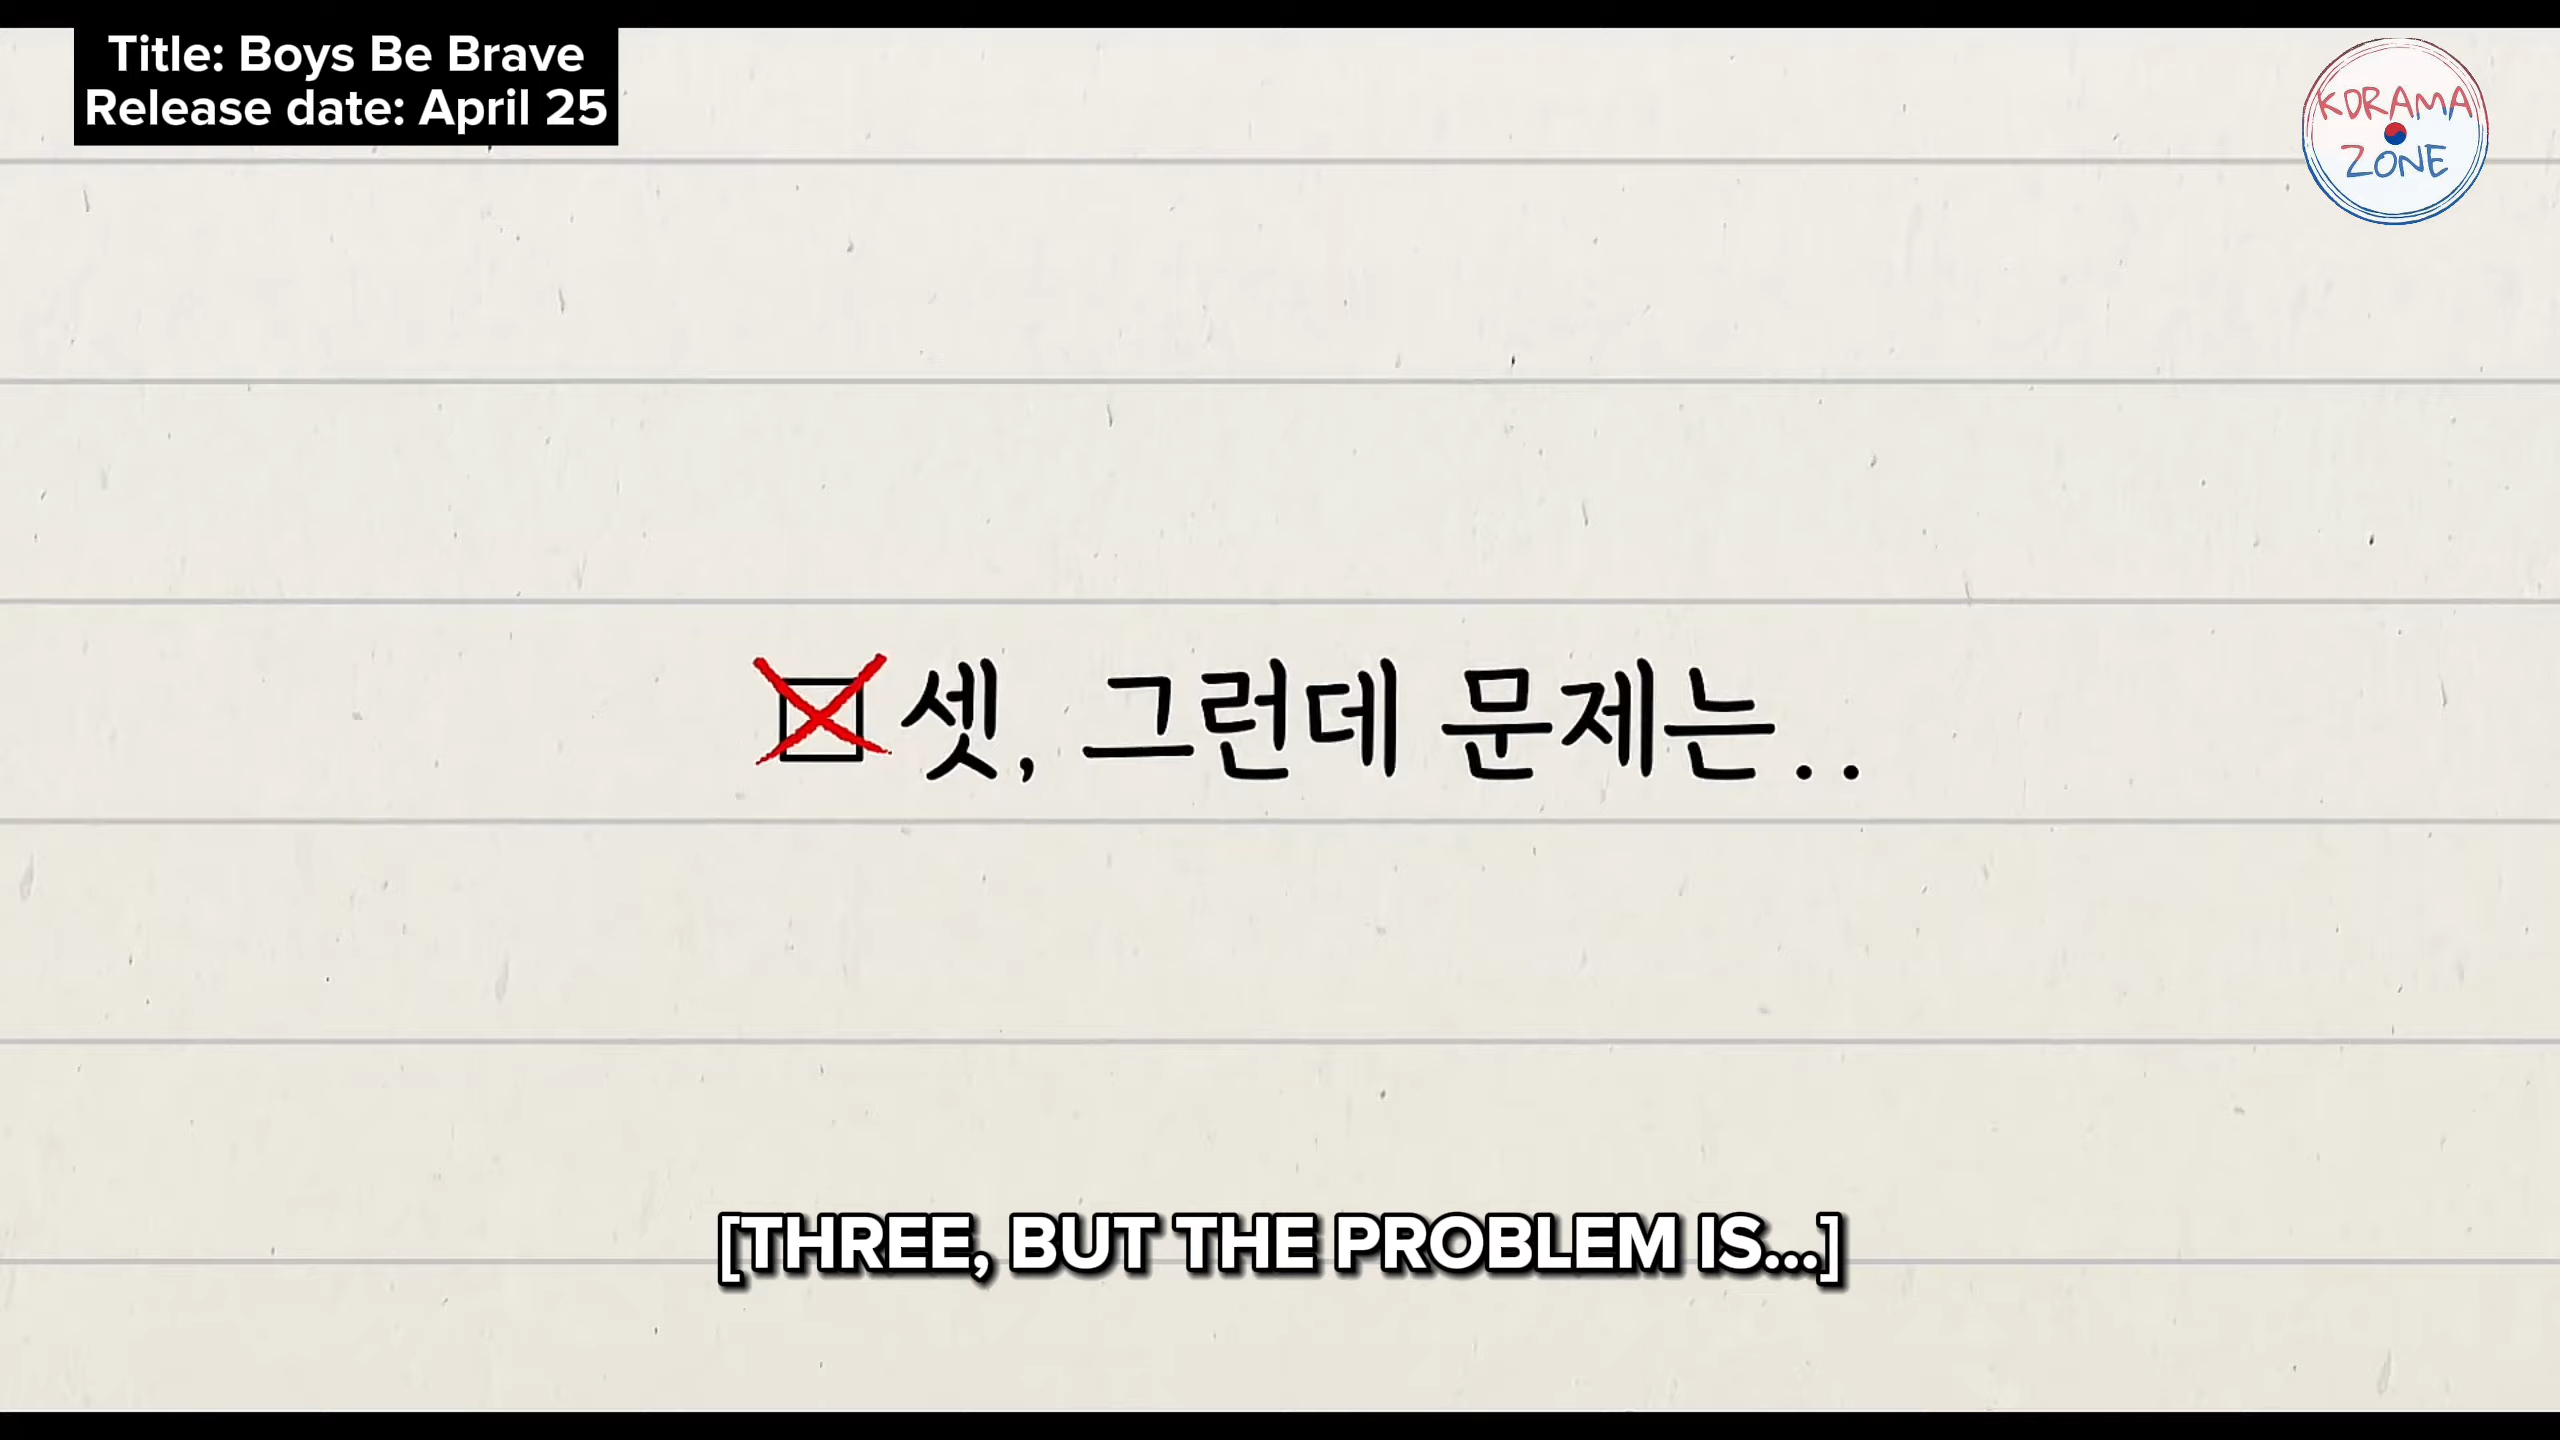 Title: Boys Be Brave
Release date: April 25
KDRAMA
ZONE
셋, 그런데 문제는..
[THREE, BUT THE PROBLEM IS...]